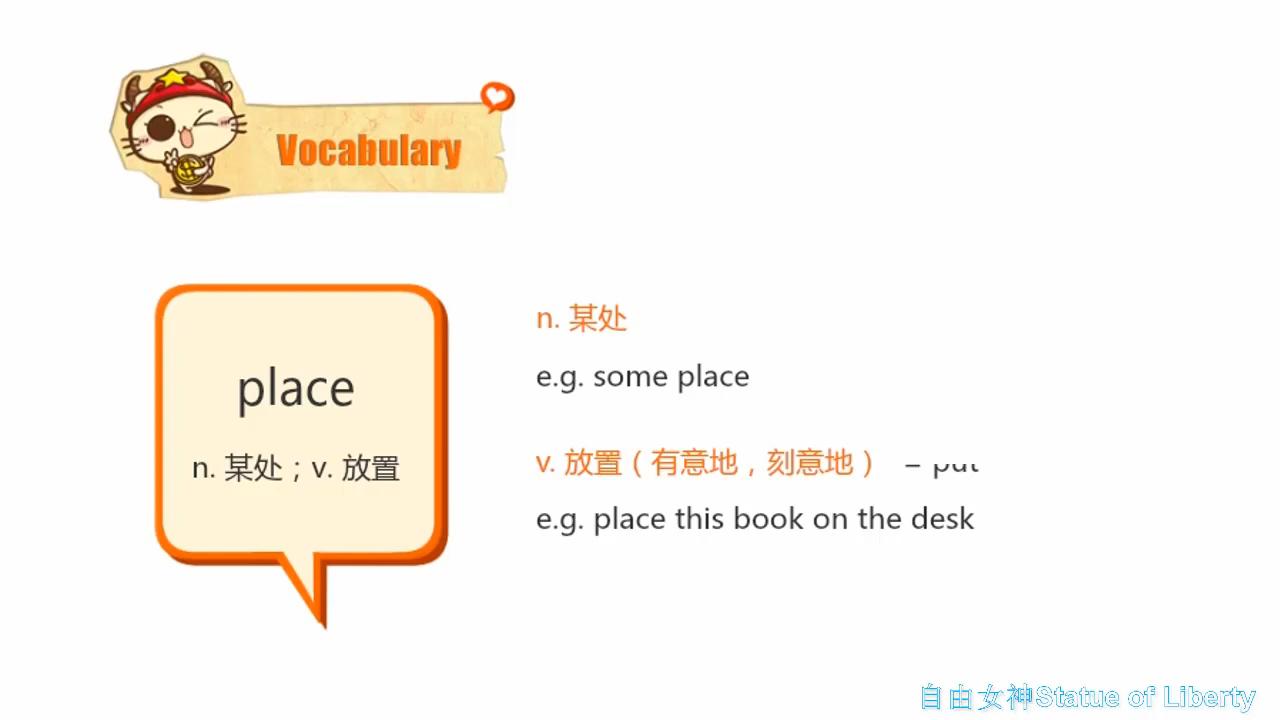 Vocabulary
place
n. 某处；v. 放置
n. 某处
e.g. some place
v. 放置（有意地，刻意地） = put
e.g. place this book on the desk
自由女神Statue of Liberty